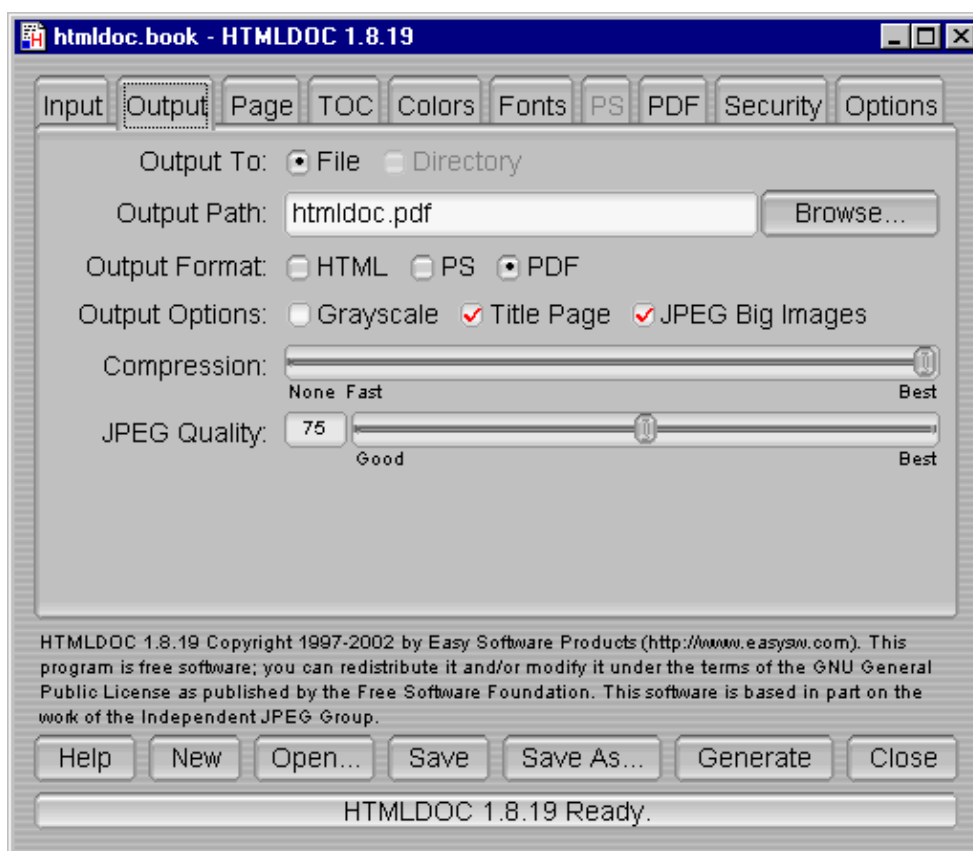 htmldoc.book - HTMLDOC 1.8.19
Input Output Page TOC Colors Fonts PS PDF Security Options
Output To: File Directory
Output Path: htmldoc.pdf Browse...
Output Format: HTML PS PDF
Output Options: Grayscale Title Page JPEG Big Images
Compression:
None Fast Best
JPEG Quality: 75
Good Best
HTMLDOC 1.8.19 Copyright 1997-2002 by Easy Software Products (http://www.easysw.com). This
program is free software; you can redistribute it and/or modify it under the terms of the GNU General
Public License as published by the Free Software Foundation. This software is based in part on the
work of the Independent JPEG Group.
Help New Open... Save Save As... Generate Close
HTMLDOC 1.8.19 Ready.